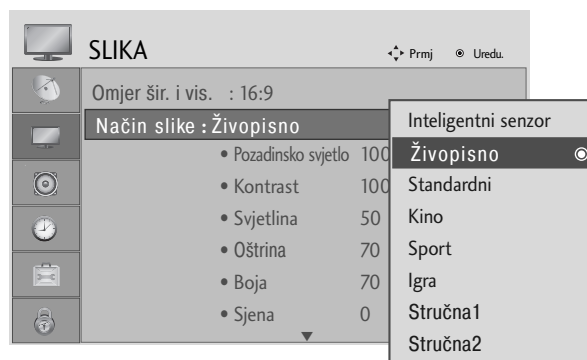 SLIKA
Prmj Uredu.
Omjer šir. i vis. : 16:9
Način slike : Živopisno
• Pozadinsko svjetlo 100
• Kontrast 100
• Svjetlina 50
• Oštrina 70
• Boja 70
• Sjena 0
Inteligentni senzor
Živopisno
Standardni
Kino
Sport
Igra
Stručna1
Stručna2